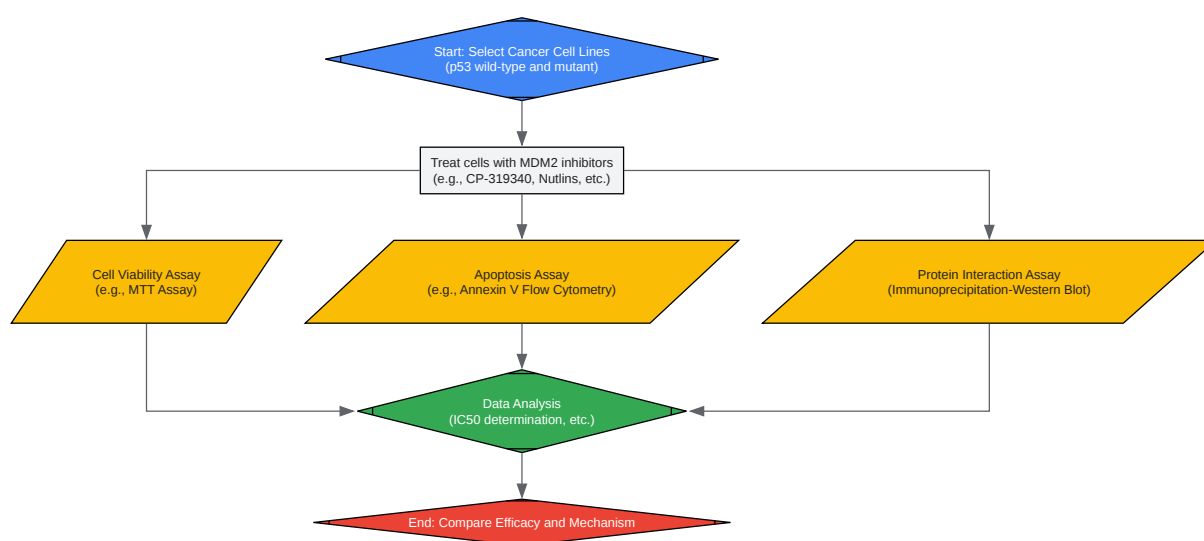 Start: Select Cancer Cell Lines
(p53 wild-type and mutant)
Treat cells with MDM2 inhibitors
(e.g., CP-319340, Nutlins, etc.)
Cell Viability Assay
(e.g., MTT Assay)
Apoptosis Assay
(e.g., Annexin V Flow Cytometry)
Protein Interaction Assay
(Immunoprecipitation-Western Blot)
Data Analysis
(IC50 determination, etc.)
End: Compare Efficacy and Mechanism